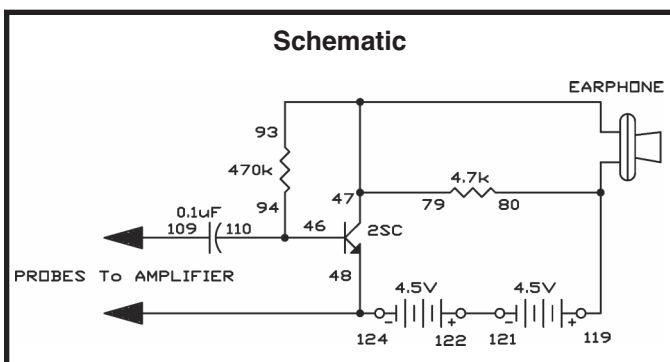 Schematic
EARPHONE
93
470k
94
4.7k
47
79
80
0.1uF
109
110
46
2SC
PROBES To AMPLIFIER
48
4.5V
4.5V
-
+
-
+
124
122
121
119